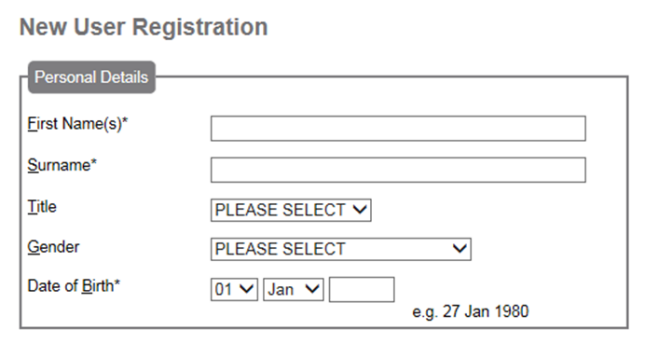 New User Registration
Personal Details
First Name(s)*
Surname*
Title PLEASE SELECT
Gender PLEASE SELECT
Date of Birth* 01 Jan
e.g. 27 Jan 1980